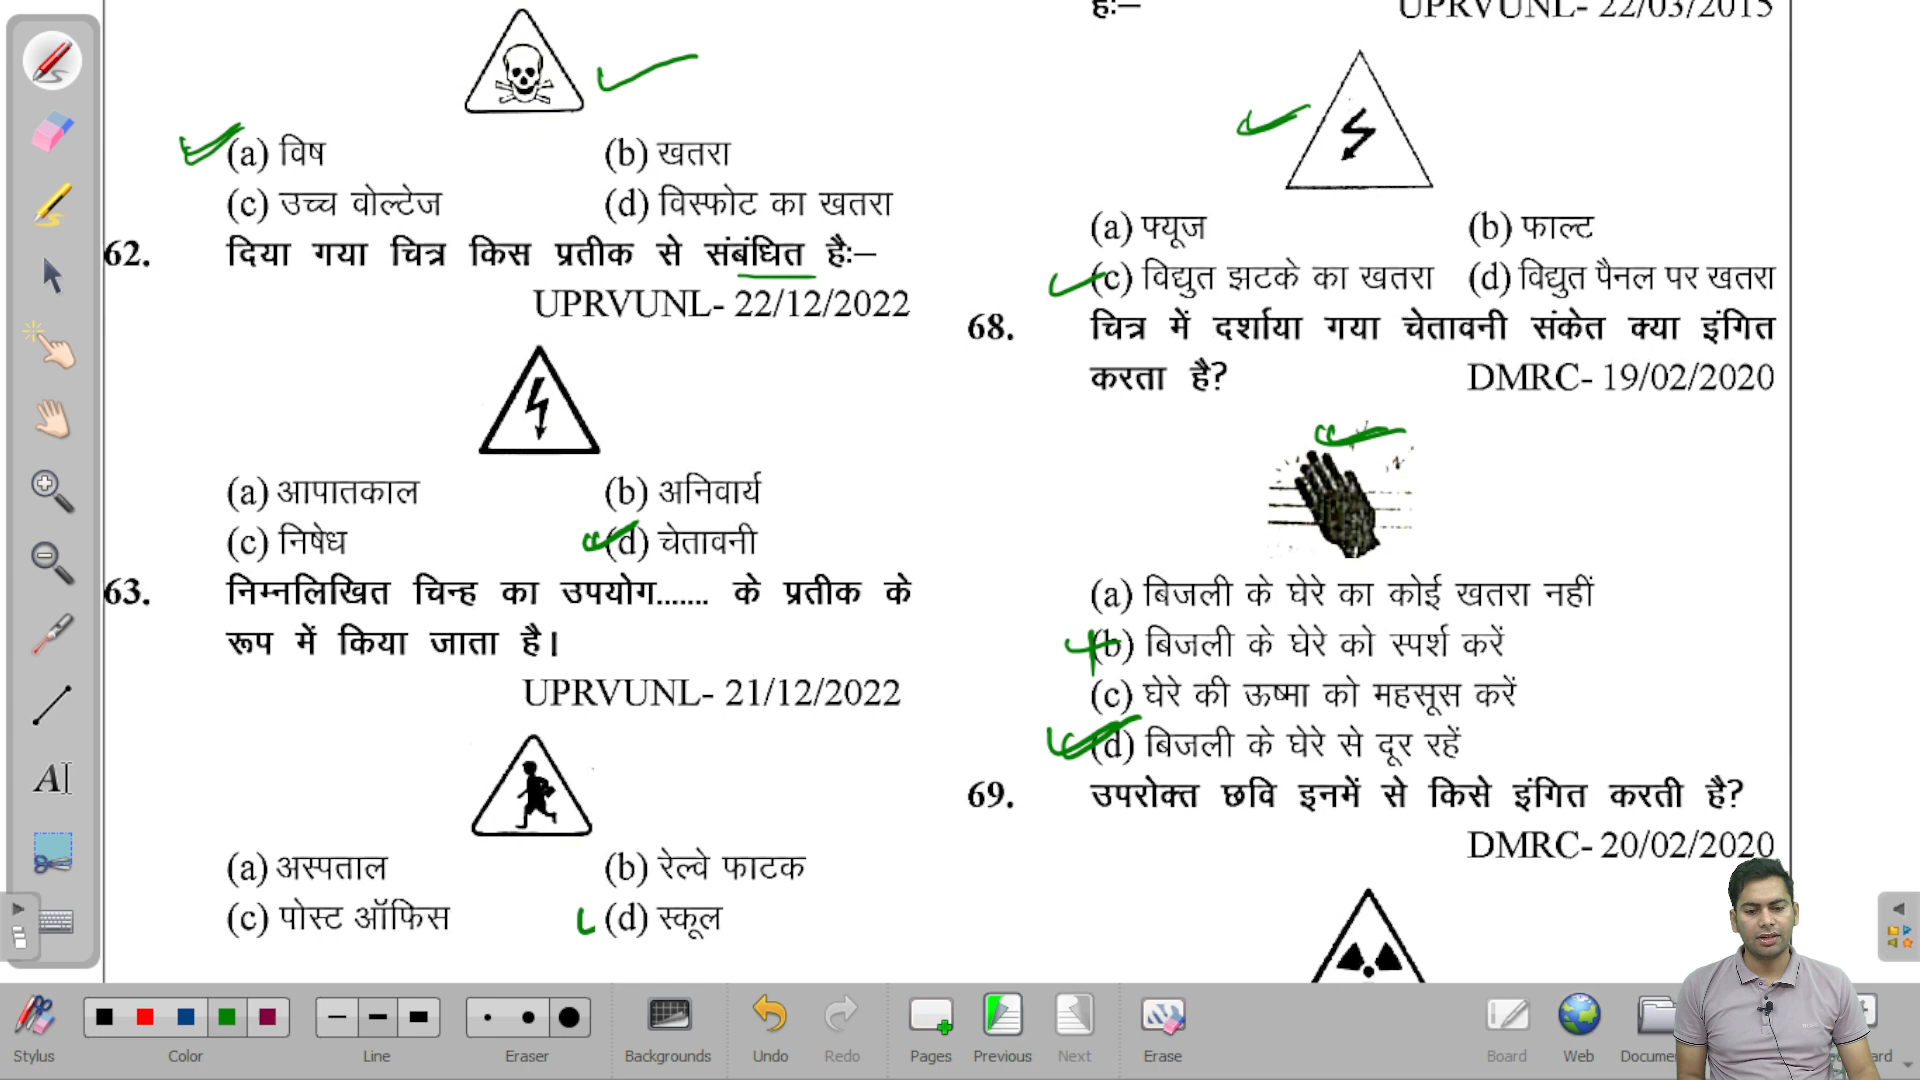 (a) विष (b) खतरा
(c) उच्च वोल्टेज (d) विस्फोट का खतरा
62. दिया गया चित्र किस प्रतीक से संबंधित है:–
UPRVUNL- 22/12/2022
(a) आपातकाल (b) अनिवार्य
(c) निषेध (d) चेतावनी
63. निम्नलिखित चिन्ह का उपयोग....... के प्रतीक के
रूप में किया जाता है।
UPRVUNL- 21/12/2022
(a) अस्पताल (b) रेल्वे फाटक
(c) पोस्ट ऑफिस (d) स्कूल
है:– UPRVUNL- 22/03/2015
(a) फ्यूज (b) फाल्ट
(c) विद्युत झटके का खतरा (d) विद्युत पैनल पर खतरा
68. चित्र में दर्शाया गया चेतावनी संकेत क्या इंगित
करता है? DMRC- 19/02/2020
(a) बिजली के घेरे का कोई खतरा नहीं
(b) बिजली के घेरे को स्पर्श करें
(c) घेरे की ऊष्मा को महसूस करें
(d) बिजली के घेरे से दूर रहें
69. उपरोक्त छवि इनमें से किसे इंगित करती है?
DMRC- 20/02/2020
Stylus Color Line Eraser Backgrounds Undo Redo Pages Previous Next Erase Board Web